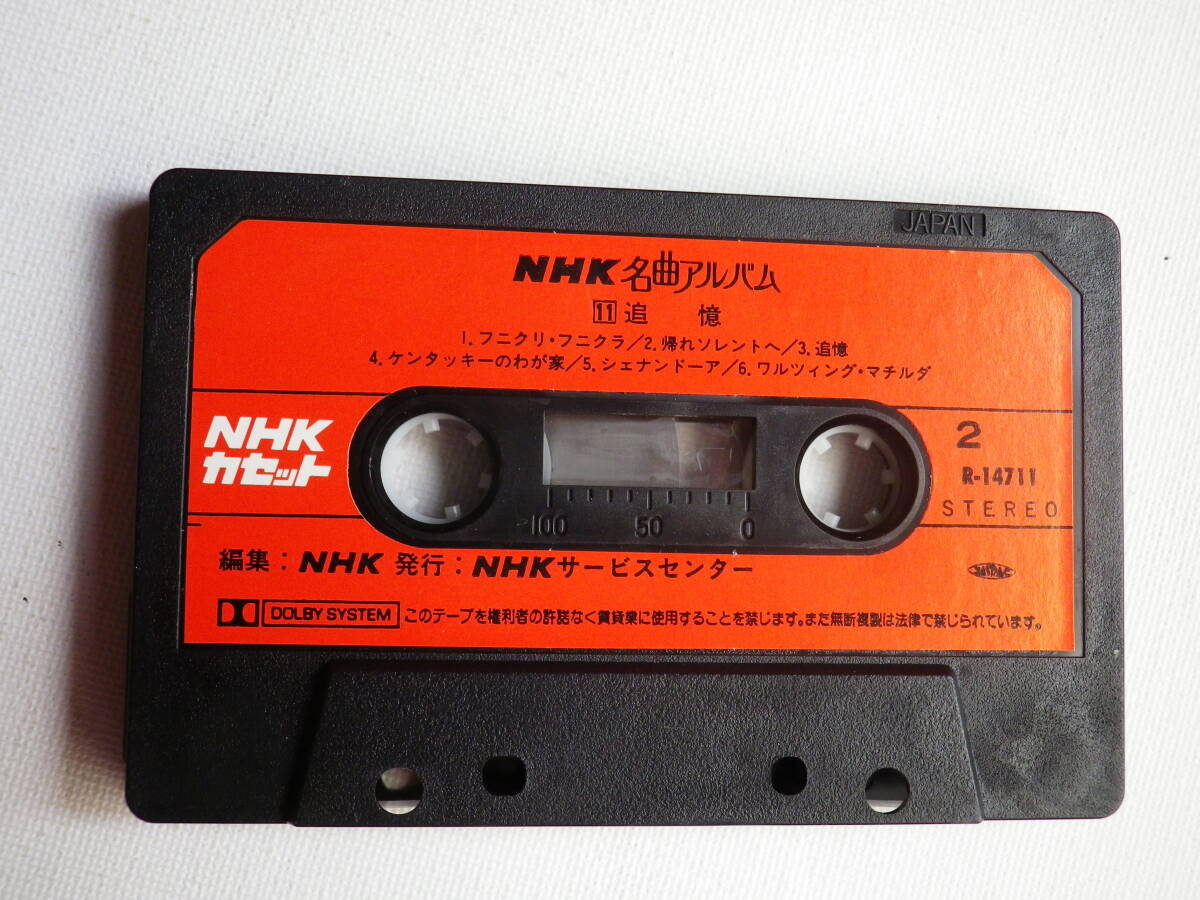 JAPAN
NHK名曲アルバム
11 追 憶
1. フニクリ・フニクラ/2. 帰れソレントへ/3. 追憶
4. ケンタッキーのわが家/5. シェナンドーア/6. ワルツィング・マチルダ
NHK
カセット
2
R-14711
STEREO
100 50 0
編集:NHK 発行:NHKサービスセンター
DOLBY SYSTEM このテープを権利者の許諾なく賃貸業に使用することを禁じます。また無断複製は法律で禁じられています。